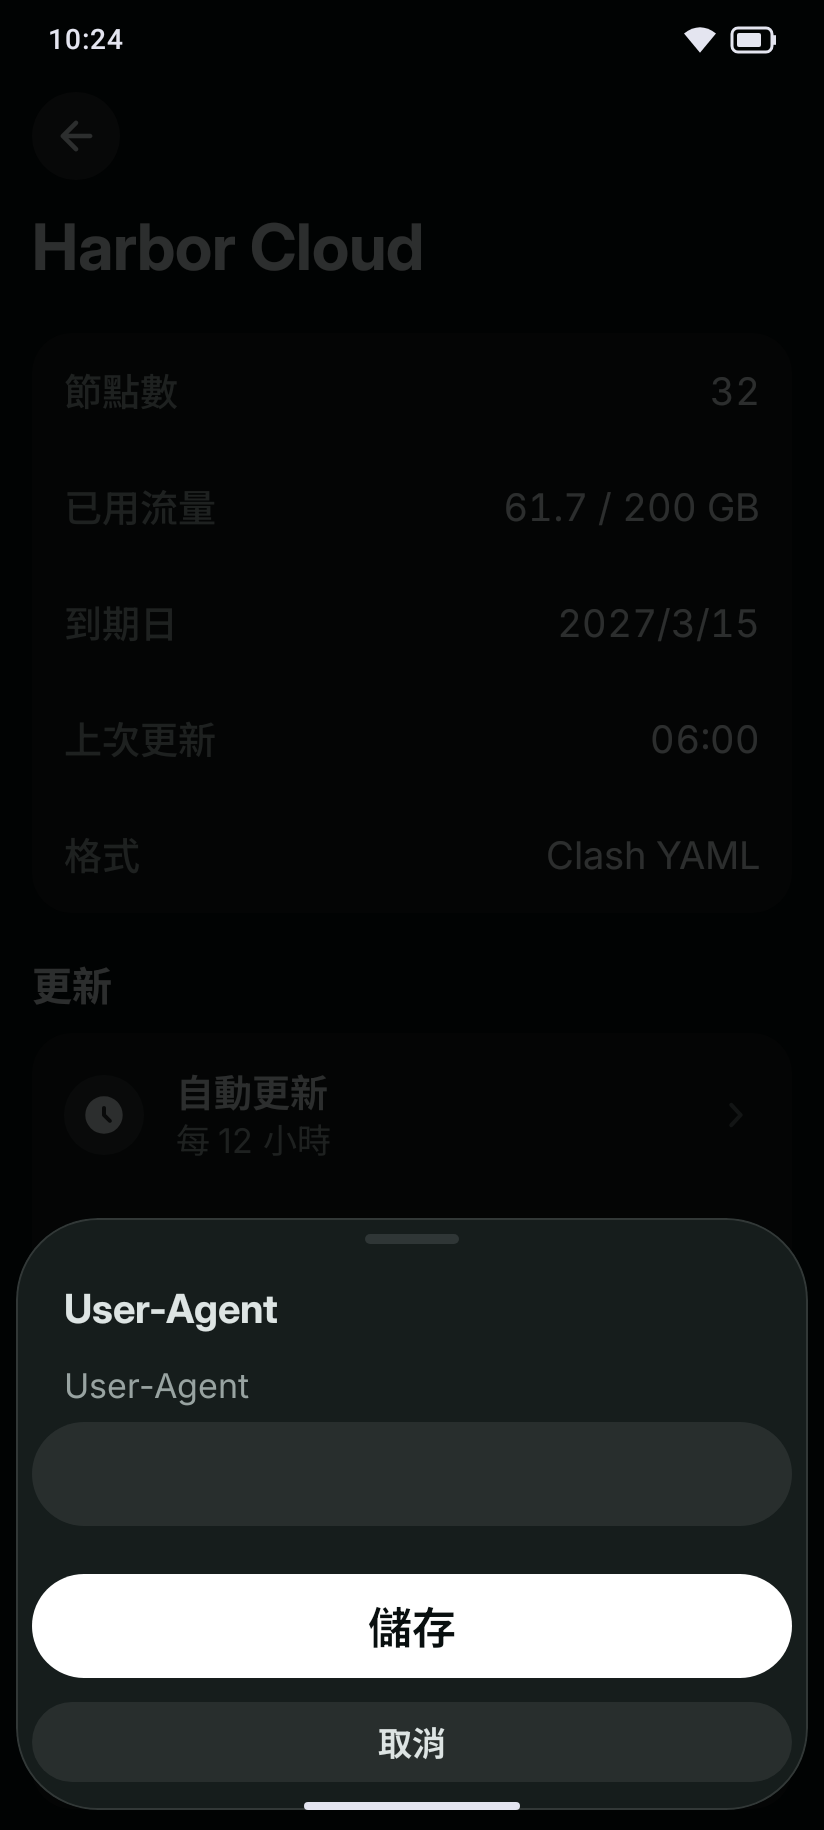 10:24
Harbor Cloud
節點數 32
已用流量 61.7 / 200 GB
到期日 2027/3/15
上次更新 06:00
格式 Clash YAML
更新
自動更新
每 12 小時
User-Agent
User-Agent
儲存
取消